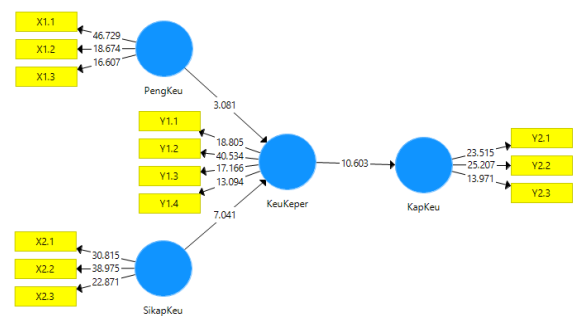 X1.1
X1.2
X1.3
46.729
18.674
16.607
PengKeu
3.081
Y1.1
Y1.2
Y1.3
Y1.4
18.805
40.534
17.166
13.094
KeuKeper
10.603
KapKeu
23.515
25.207
13.971
Y2.1
Y2.2
Y2.3
7.041
X2.1
X2.2
X2.3
30.815
38.975
22.871
SikapKeu